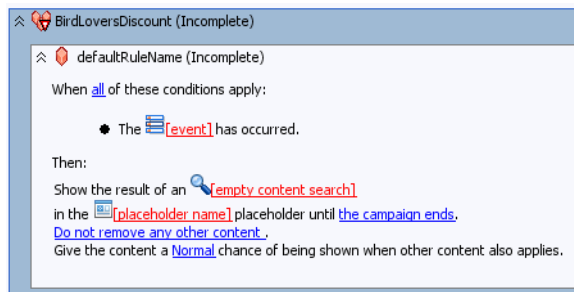 BirdLoversDiscount (Incomplete)
defaultRuleName (Incomplete)
When all of these conditions apply:
The [event] has occurred.
Then:
Show the result of an [empty content search]
in the [placeholder name] placeholder until the campaign ends.
Do not remove any other content .
Give the content a Normal chance of being shown when other content also applies.